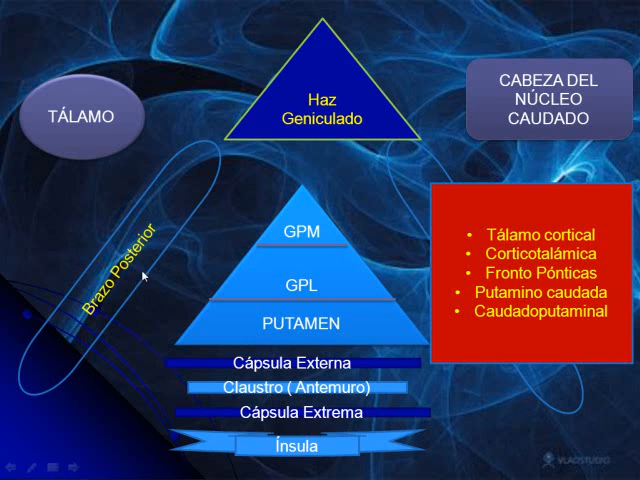 TÁLAMO
Haz
Geniculado
CABEZA DEL
NÚCLEO
CAUDADO
Brazo Posterior
GPM
GPL
PUTAMEN
• Tálamo cortical
• Corticotalámica
• Fronto Pónticas
• Putamino caudada
• Caudadoputaminal
Cápsula Externa
Claustro ( Antemuro)
Cápsula Extrema
Ínsula
VLADSTUDIO